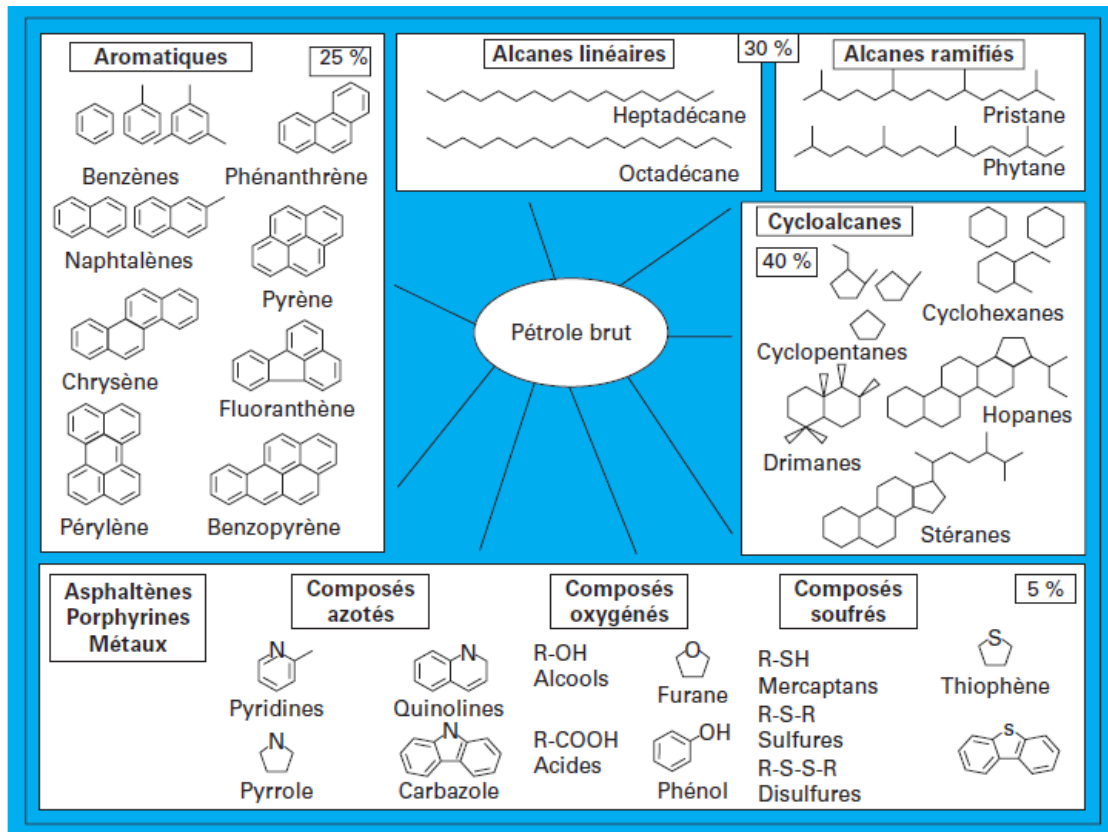 Aromatiques
25 %
Benzènes
Phénanthrène
Naphtalènes
Pyrène
Chrysène
Fluoranthène
Pérylène
Benzopyrène
Alcanes linéaires
30 %
Alcanes ramifiés
Heptadécane
Octadécane
Pristane
Phytane
Pétrole brut
Cycloalcanes
40 %
Cyclohexanes
Cyclopentanes
Hopanes
Drimanes
Stéranes
Asphaltènes
Porphyrines
Métaux
Composés
azotés
N
Pyridines
N
Quinolines
N
Pyrrole
N
Carbazole
Composés
oxygénés
R-OH
Alcools
O
Furane
R-COOH
Acides
OH
Phénol
Composés
soufrés
5 %
R-SH
Mercaptans
R-S-R
Sulfures
R-S-S-R
Disulfures
S
Thiophène
S